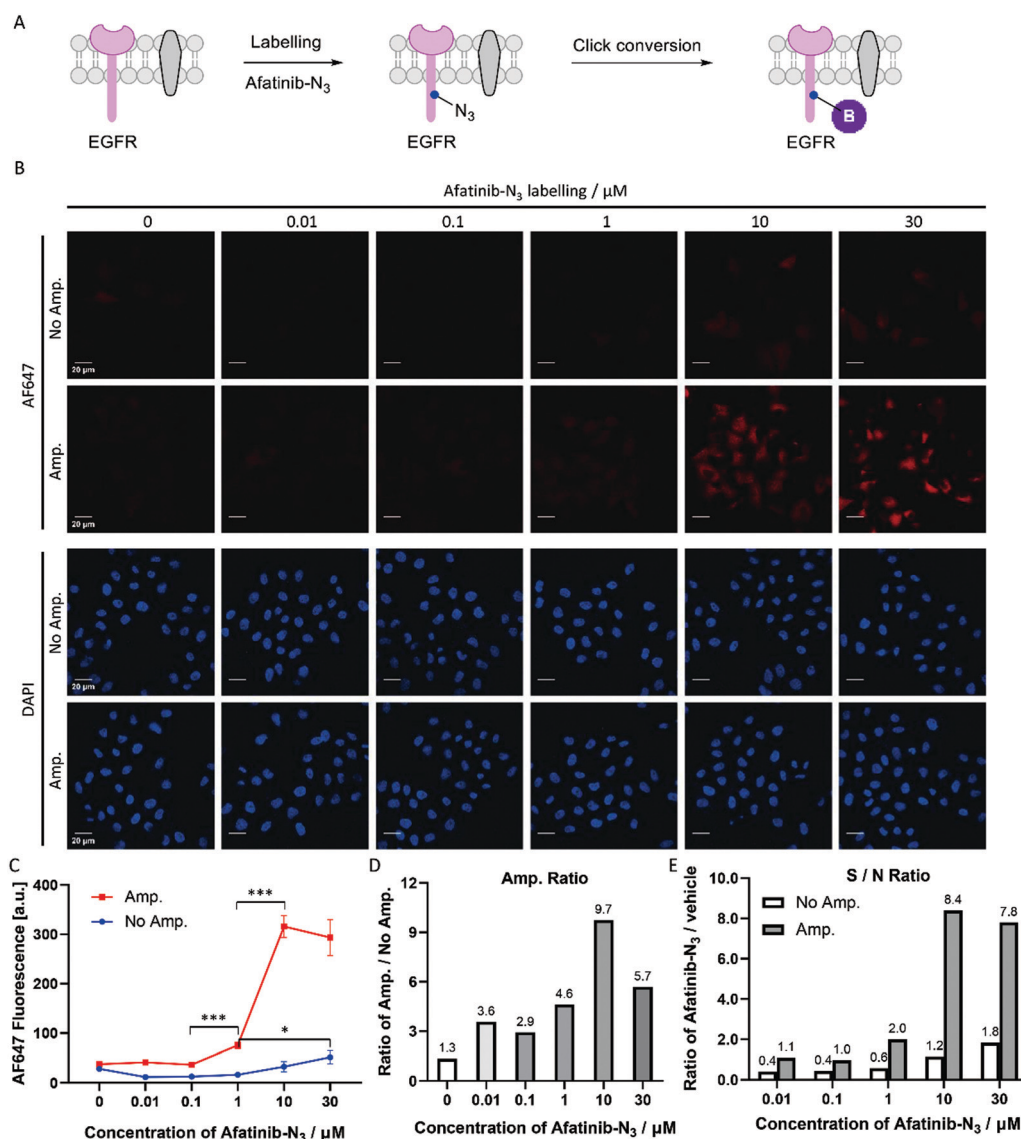 A
Labelling
Afatinib-N3
Click conversion
N3
B
EGFR
EGFR
EGFR
B
Afatinib-N3 labelling / μM
0 0.01 0.1 1 10 30
AF647
No Amp.
20 μm
Amp.
20 μm
DAPI
No Amp.
20 μm
Amp.
20 μm
C
AF647 Fluorescence [a.u.]
400
300
200
100
0
Amp.
No Amp.
***
***
*
0 0.01 0.1 1 10 30
Concentration of Afatinib-N3 / μM
D
Amp. Ratio
Ratio of Amp. / No Amp.
12
9
6
3
0
1.3 3.6 2.9 4.6 9.7 5.7
0 0.01 0.1 1 10 30
Concentration of Afatinib-N3 / μM
E
S / N Ratio
Ratio of Afatinib-N3 / vehicle
10.0
8.0
6.0
4.0
2.0
0.0
No Amp.
Amp.
0.4 1.1 0.4 1.0 0.6 2.0 1.2 8.4 1.8 7.8
0.01 0.1 1 10 30
Concentration of Afatinib-N3 / μM